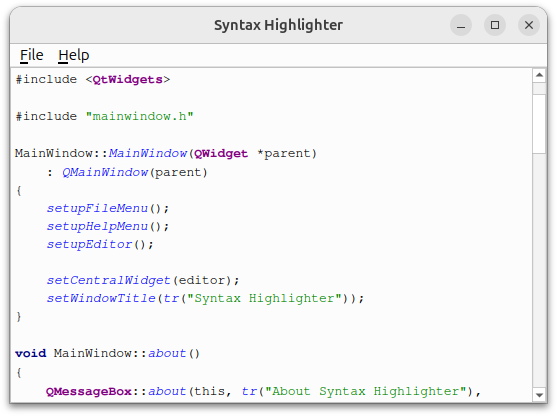 Syntax Highlighter
File Help
#include <QtWidgets>
#include "mainwindow.h"
MainWindow::MainWindow(QWidget *parent)
    : QMainWindow(parent)
{
    setupFileMenu();
    setupHelpMenu();
    setupEditor();
    setCentralWidget(editor);
    setWindowTitle(tr("Syntax Highlighter"));
}
void MainWindow::about()
{
    QMessageBox::about(this, tr("About Syntax Highlighter"),